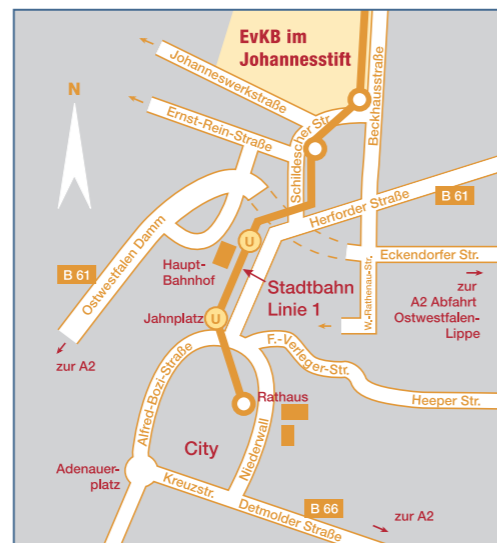 EvKB im
Johannesstift
Johanneswerkstraße
Beckhausstraße
N
Ernst-Rein-Straße
Schildescher Str.
Herforder Straße
B 61
Ostwestfalen Damm
B 61
Haupt-
Bahnhof
U
Stadtbahn
Linie 1
Eckendorfer Str.
W.-Rathenau-Str.
zur
A2 Abfahrt
Ostwestfalen-
Lippe
Jahnplatz
U
zur A2
Alfred-Bozi-Straße
F.-Verleger-Str.
Heeper Str.
Rathaus
City
Niederwall
Adenauer-
platz
Kreuzstr.
B 66
Detmolder Straße
zur A2